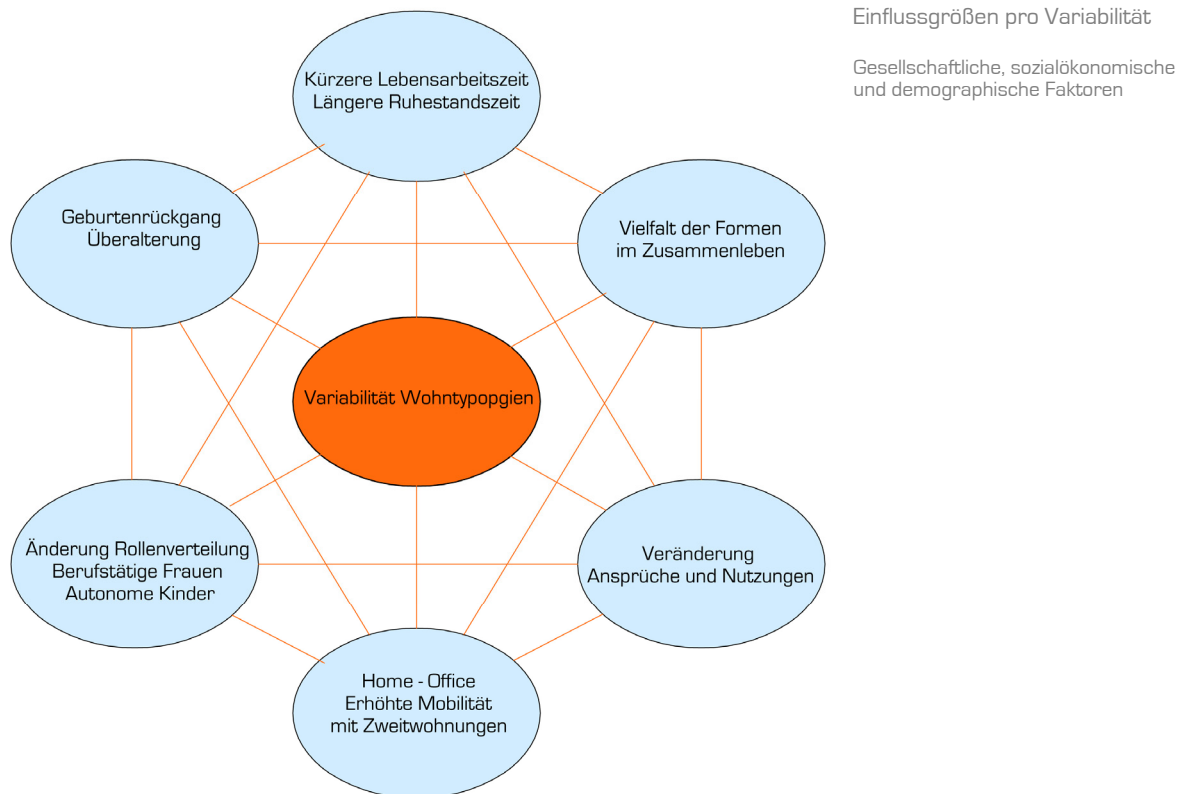 Einflussgrößen pro Variabilität
Gesellschaftliche, sozialökonomische
und demographische Faktoren
Kürzere Lebensarbeitszeit
Längere Ruhestandszeit
Geburtenrückgang
Überalterung
Vielfalt der Formen
im Zusammenleben
Variabilität Wohntypopgien
Änderung Rollenverteilung
Berufstätige Frauen
Autonome Kinder
Veränderung
Ansprüche und Nutzungen
Home - Office
Erhöhte Mobilität
mit Zweitwohnungen